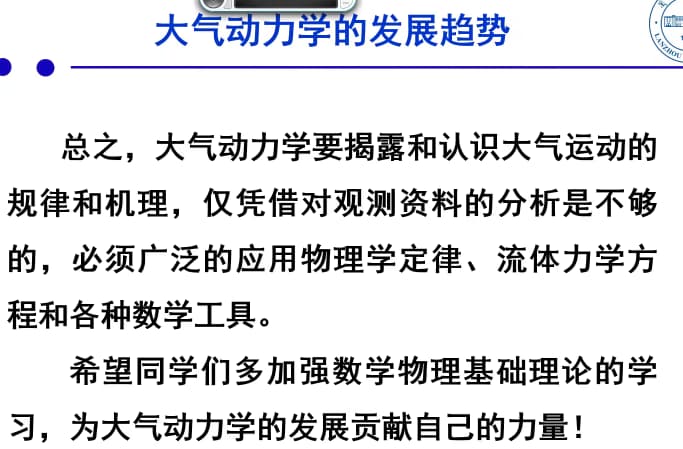 大气动力学的发展趋势
LANZHOU
总之，大气动力学要揭露和认识大气运动的
规律和机理，仅凭借对观测资料的分析是不够
的，必须广泛的应用物理学定律、流体力学方
程和各种数学工具。
希望同学们多加强数学物理基础理论的学
习，为大气动力学的发展贡献自己的力量！